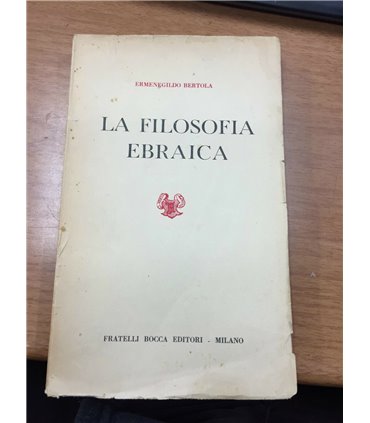 ERMENEGILDO BERTOLA
LA FILOSOFIA
EBRAICA
FRATELLI BOCCA EDITORI - MILANO